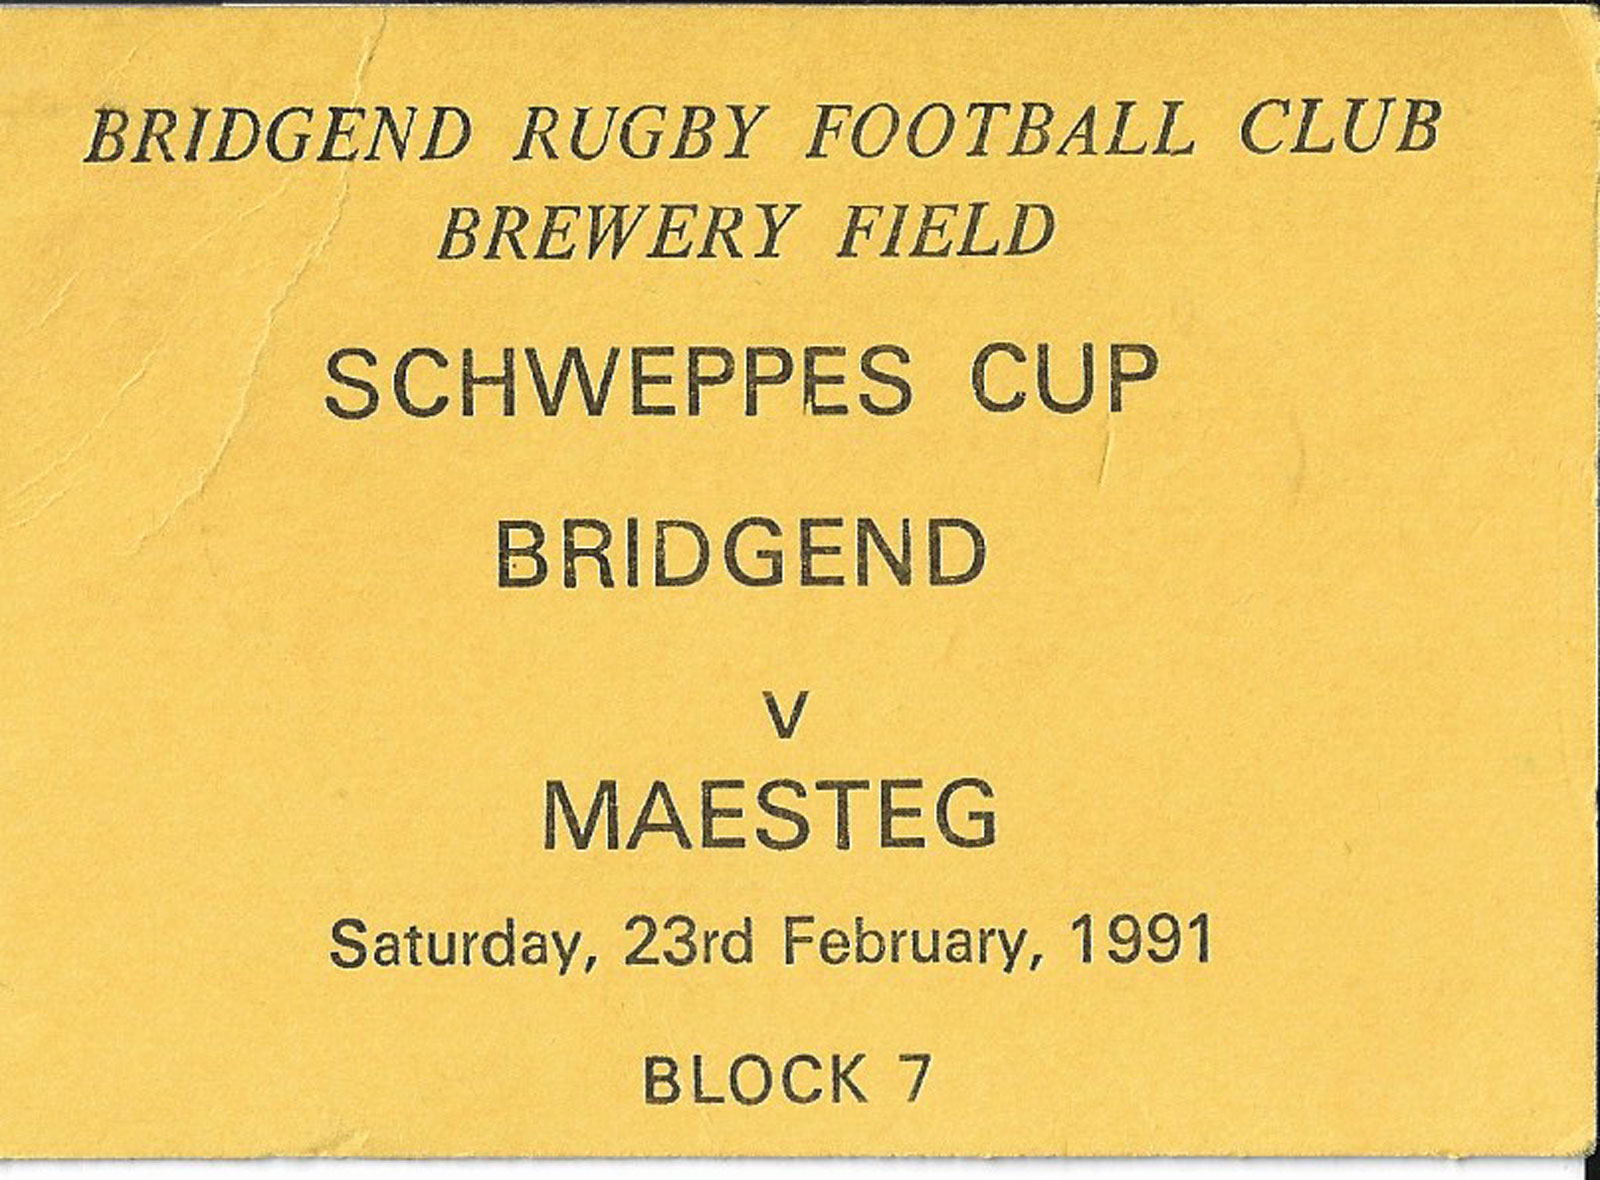 BRIDGEND RUGBY FOOTBALL CLUB
BREWERY FIELD
SCHWEPPES CUP
BRIDGEND
v
MAESTEG
Saturday, 23rd February, 1991
BLOCK 7